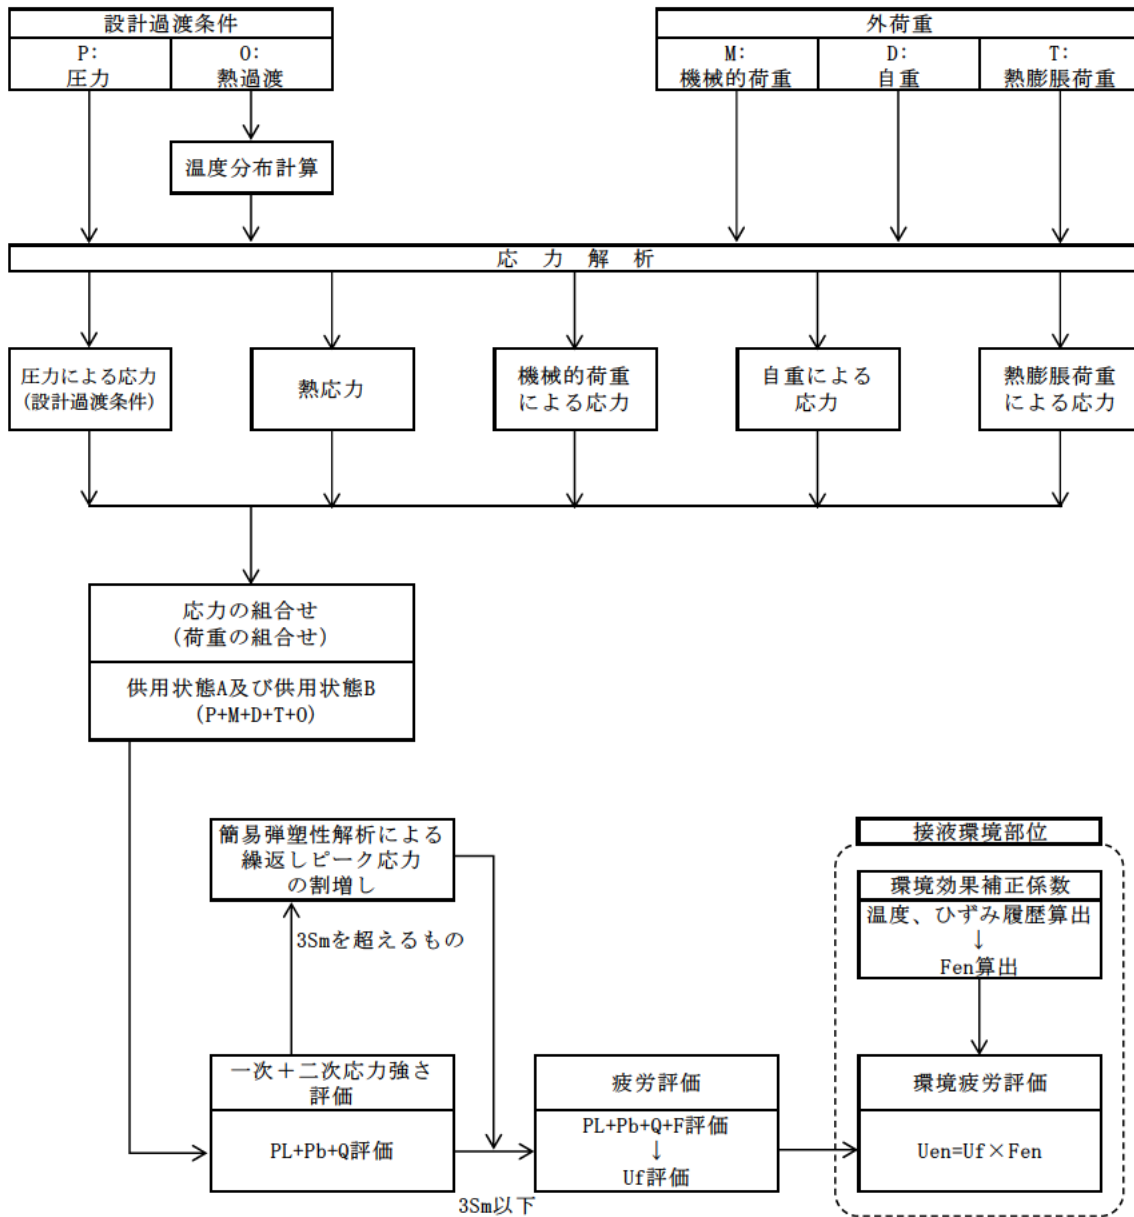 設計過渡条件
P:
圧力
O:
熱過渡
外荷重
M:
機械的荷重
D:
自重
T:
熱膨脹荷重
温度分布計算
応力解析
圧力による応力
(設計過渡条件)
熱応力
機械的荷重
による応力
自重による
応力
熱膨脹荷重
による応力
応力の組合せ
(荷重の組合せ)
供用状態A及び供用状態B
(P+M+D+T+O)
簡易弾塑性解析による
繰返しピーク応力
の割増し
3Smを超えるもの
接液環境部位
環境効果補正係数
温度、ひずみ履歴算出
↓
Fen算出
一次＋二次応力強さ
評価
PL+Pb+Q評価
3Sm以下
疲労評価
PL+Pb+Q+F評価
↓
Uf評価
環境疲労評価
Uen=Uf×Fen